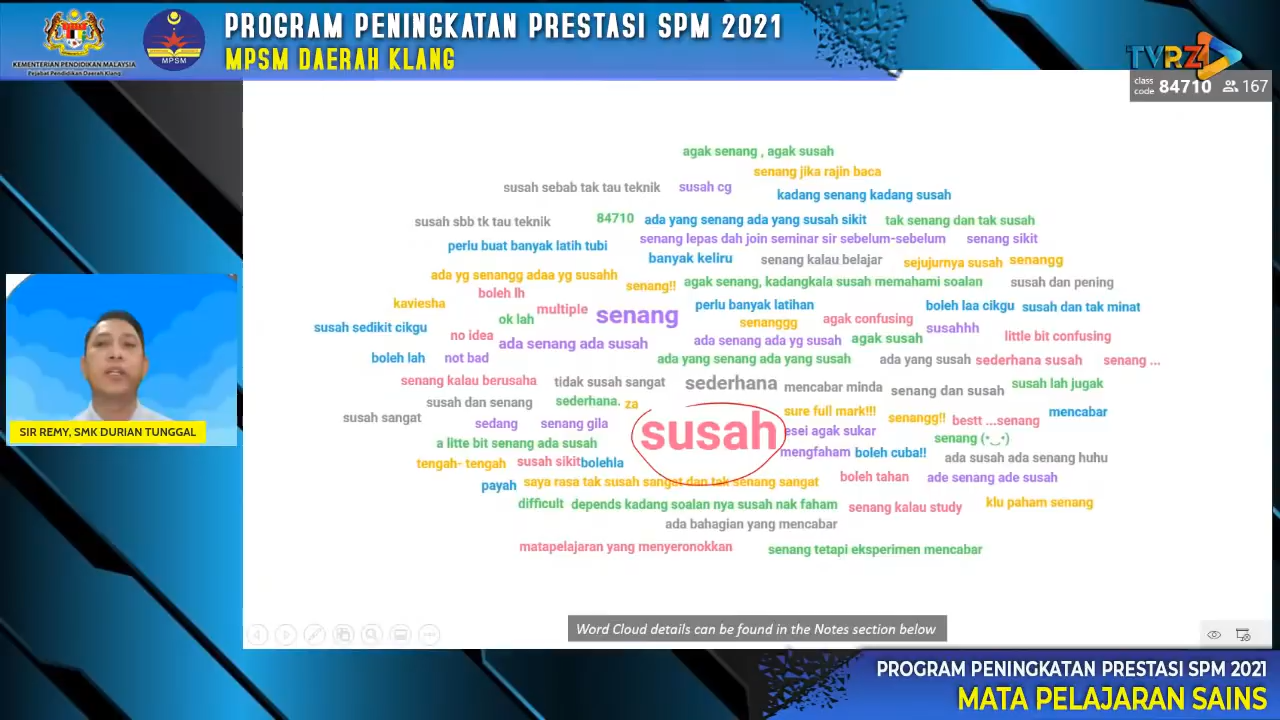 PROGRAM PENINGKATAN PRESTASI SPM 2021
MPSM DAERAH KLANG
KEMENTERIAN PENDIDIKAN MALAYSIA
Pejabat Pendidikan Daerah Klang
MPSM
TVRZ
class code 84710 167
agak senang , agak susah
senang jika rajin baca
susah sebab tak tau teknik
susah cg
kadang senang kadang susah
susah sbb tk tau teknik
84710
ada yang senang ada yang susah sikit
tak senang dan tak susah
perlu buat banyak latih tubi
senang lepas dah join seminar sir sebelum-sebelum
senang sikit
banyak keliru
senang kalau belajar
sejujurnya susah
senangg
ada yg senangg adaa yg susahh
senang!!
agak senang, kadangkala susah memahami soalan
susah dan pening
kaviesha
boleh lh
multiple
senang
perlu banyak latihan
boleh laa cikgu
susah dan tak minat
ok lah
senanggg
agak confusing
susah sedikit cikgu
no idea
ada senang ada susah
ada senang ada yg susah
agak susah
susahhh
little bit confusing
boleh lah
not bad
ada yang senang ada yang susah
ada yang susah
sederhana susah
senang ...
senang kalau berusaha
tidak susah sangat
sederhana
mencabar minda
senang dan susah
susah lah jugak
susah dan senang
sederhana.
za
susah sangat
sedang
senang gila
susah
sure full mark!!!
senangg!!
bestt ...senang
mencabar
esei agak sukar
senang (•‿•)
a litte bit senang ada susah
mengfaham
boleh cuba!!
ada susah ada senang huhu
tengah- tengah
susah sikit
bolehla
payah
saya rasa tak susah sangat dan tak senang sangat
boleh tahan
ade senang ade susah
difficult
depends kadang soalan nya susah nak faham
senang kalau study
klu paham senang
ada bahagian yang mencabar
matapelajaran yang menyeronokkan
senang tetapi eksperimen mencabar
SIR REMY, SMK DURIAN TUNGGAL
Word Cloud details can be found in the Notes section below
PROGRAM PENINGKATAN PRESTASI SPM 2021
MATA PELAJARAN SAINS